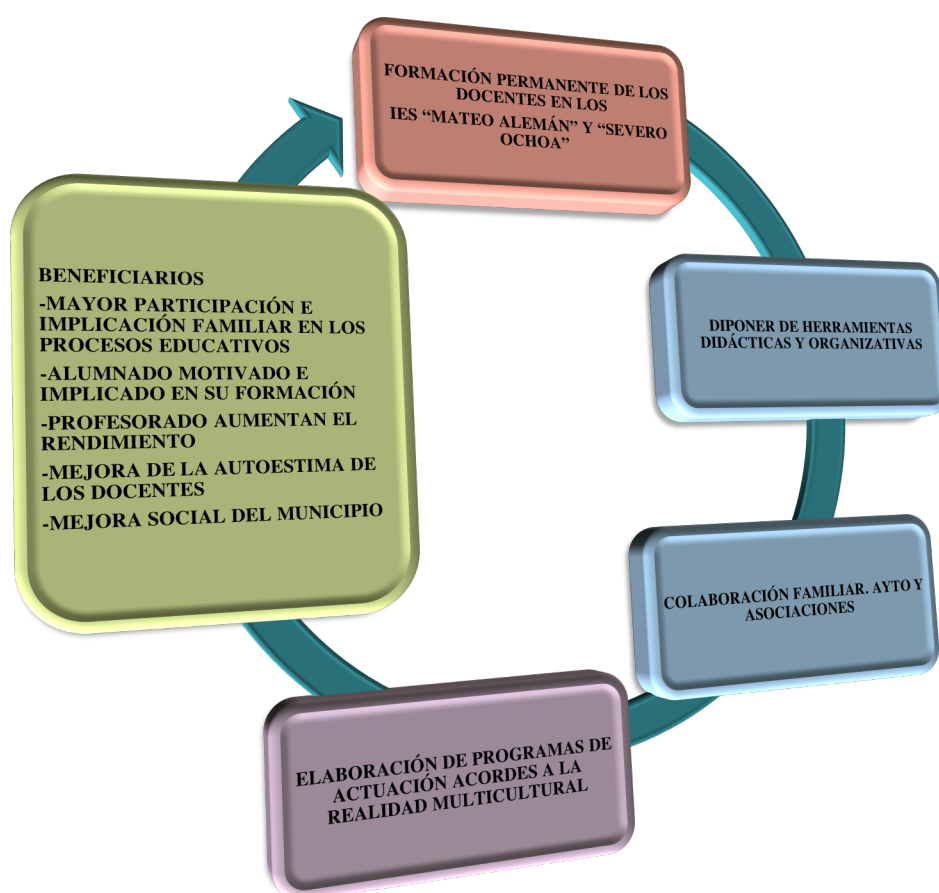 FORMACIÓN PERMANENTE DE LOS
DOCENTES EN LOS
IES “MATEO ALEMÁN” Y “SEVERO
OCHOA”
DIPONER DE HERRAMIENTAS
DIDÁCTICAS Y ORGANIZATIVAS
COLABORACIÓN FAMILIAR. AYTO Y
ASOCIACIONES
ELABORACIÓN DE PROGRAMAS DE
ACTUACIÓN ACORDES A LA
REALIDAD MULTICULTURAL
BENEFICIARIOS
-MAYOR PARTICIPACIÓN E
IMPLICACIÓN FAMILIAR EN LOS
PROCESOS EDUCATIVOS
-ALUMNADO MOTIVADO E
IMPLICADO EN SU FORMACIÓN
-PROFESORADO AUMENTAN EL
RENDIMIENTO
-MEJORA DE LA AUTOESTIMA DE
LOS DOCENTES
-MEJORA SOCIAL DEL MUNICIPIO